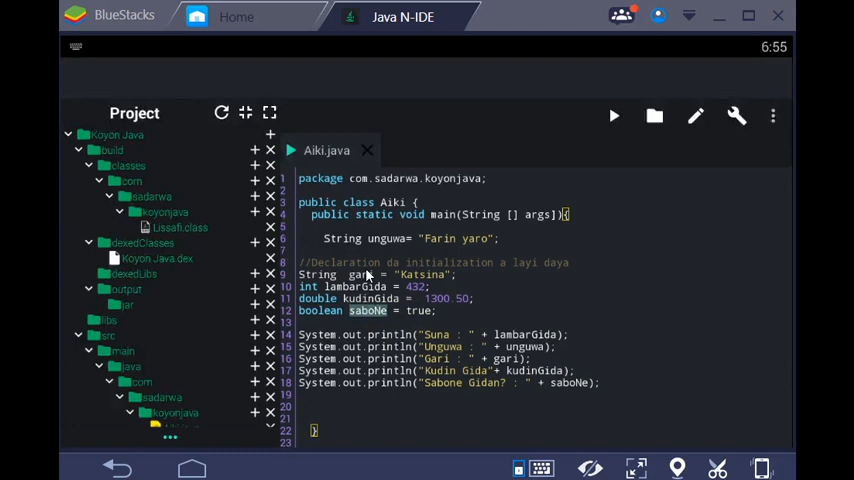 BlueStacks
Home
Java N-IDE
6:55
Project
Koyon Java
build
classes
com
sadarwa
koyonjava
Lissafi.class
dexedClasses
Koyon Java.dex
dexedLibs
output
jar
libs
src
main
java
com
sadarwa
koyonjava
Aiki.java
1 package com.sadarwa.koyonjava;
2
3 public class Aiki {
4 public static void main(String [] args){
5
6 String unguwa= "Farin yaro";
7
8 //Declaration da initialization a layi daya
9 String gari = "Katsina";
10 int lambarGida = 432;
11 double kudinGida = 1300.50;
12 boolean saboNe = true;
13
14 System.out.println("Suna : " + lambarGida);
15 System.out.println("Unguwa : " + unguwa);
16 System.out.println("Gari : " + gari);
17 System.out.println("Kudin Gida"+ kudinGida);
18 System.out.println("Sabone Gidan? : " + saboNe);
19
20
21
22 }
23